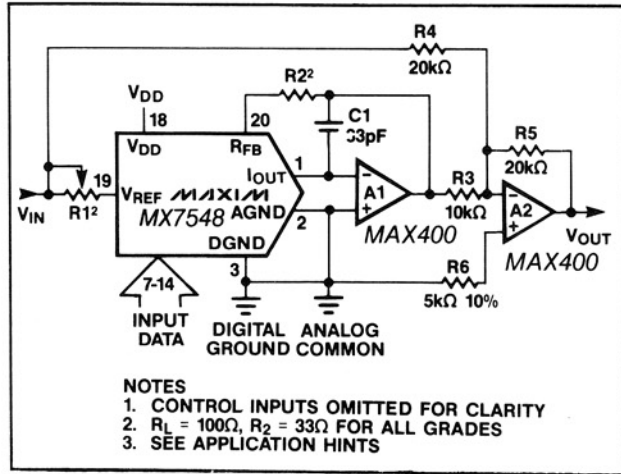 R4
20kΩ
R2²
VDD
18
20
C1
33pF
VDD
RFB
1
IOUT
R5
20kΩ
19
VREF MAXIM
MX7548 AGND
2
A1
R3
10kΩ
A2
VIN
R1²
DGND
3
MAX400
VOUT
MAX400
7-14
R6
5kΩ 10%
INPUT
DATA
DIGITAL ANALOG
GROUND COMMON
NOTES
1. CONTROL INPUTS OMITTED FOR CLARITY
2. RL = 100Ω, R2 = 33Ω FOR ALL GRADES
3. SEE APPLICATION HINTS